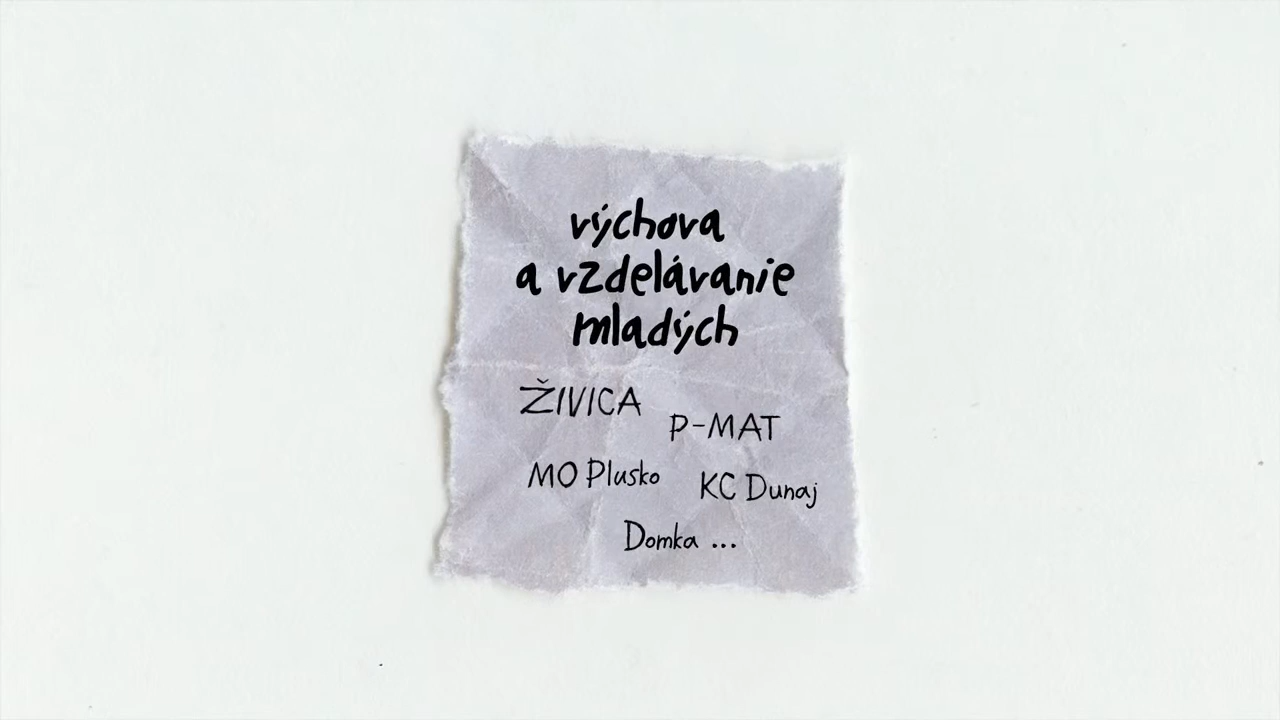 výchova
a vzdelávanie
mladých
ŽIVICA
P-MAT
MO Plusko
KC Dunaj
Domka ...